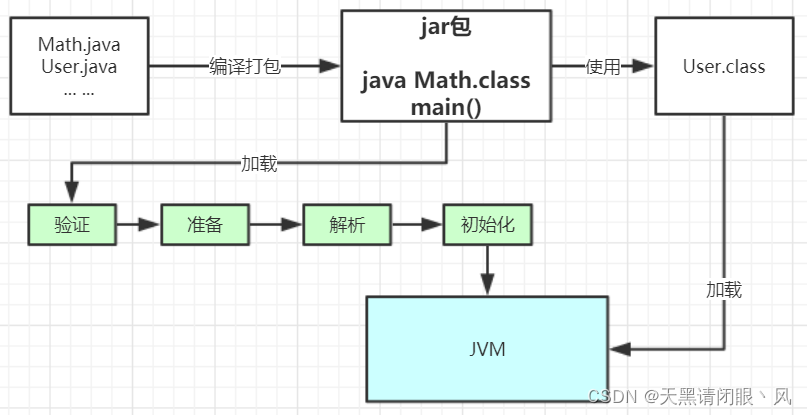 Math.java
User.java
... ...
编译打包
jar包
java Math.class
main()
使用
User.class
加载
验证
准备
解析
初始化
加载
JVM
CSDN @天黑请闭眼丶风